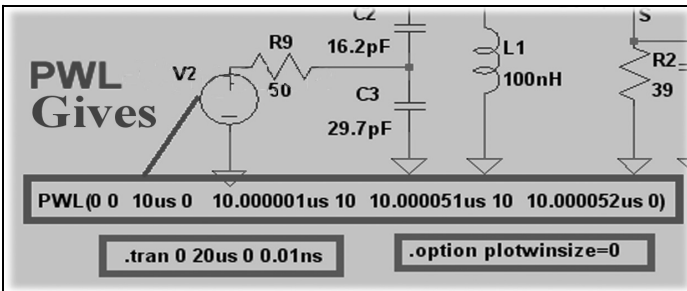 C2
S
R9
16.2pF
L1
R2
PWL
V2
50
C3
100nH
39
Gives
29.7pF
PWL(0 0 10us 0 10.000001us 10 10.000051us 10 10.000052us 0)
.tran 0 20us 0 0.01ns
.option plotwinsize=0